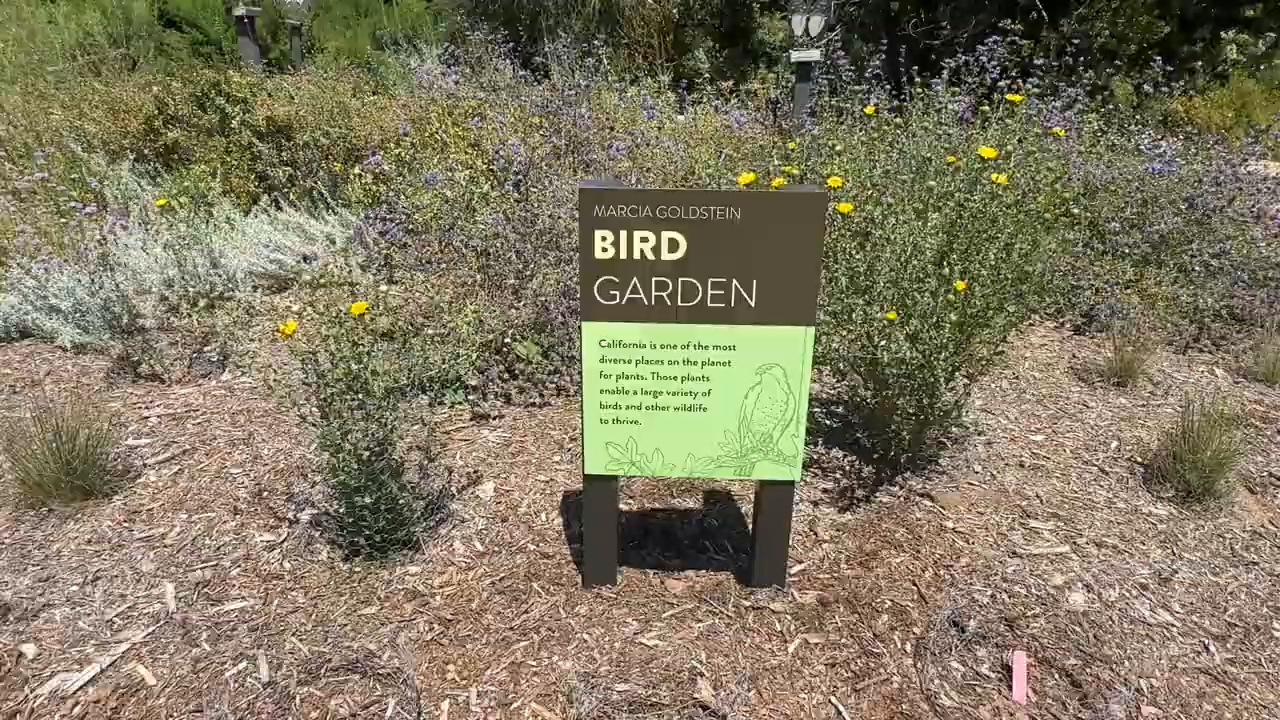 MARCIA GOLDSTEIN
BIRD
GARDEN
California is one of the most
diverse places on the planet
for plants. Those plants
enable a large variety of
birds and other wildlife
to thrive.